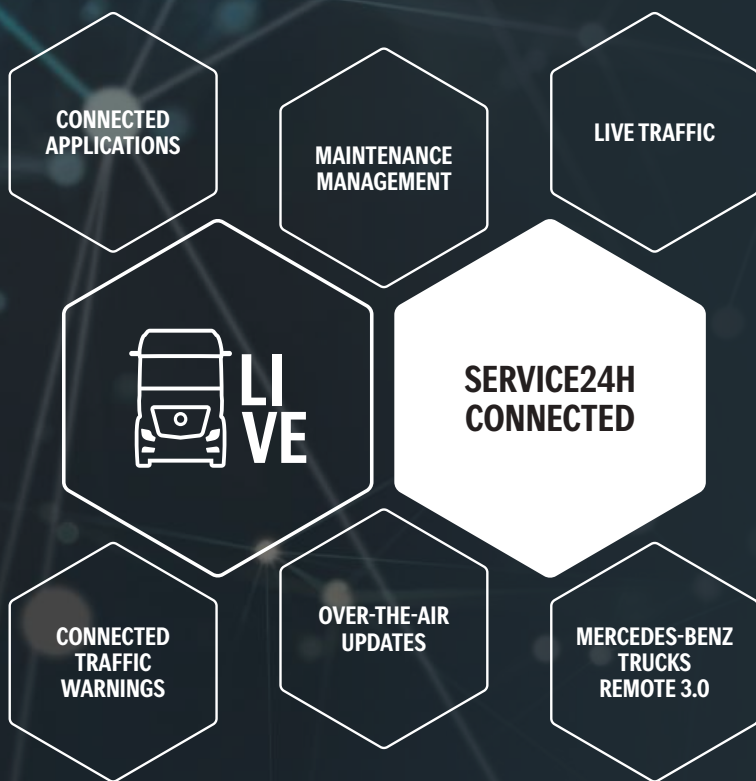 CONNECTED
APPLICATIONS
MAINTENANCE
MANAGEMENT
LIVE TRAFFIC
LI
VE
SERVICE24H
CONNECTED
CONNECTED
TRAFFIC
WARNINGS
OVER-THE-AIR
UPDATES
MERCEDES-BENZ
TRUCKS
REMOTE 3.0